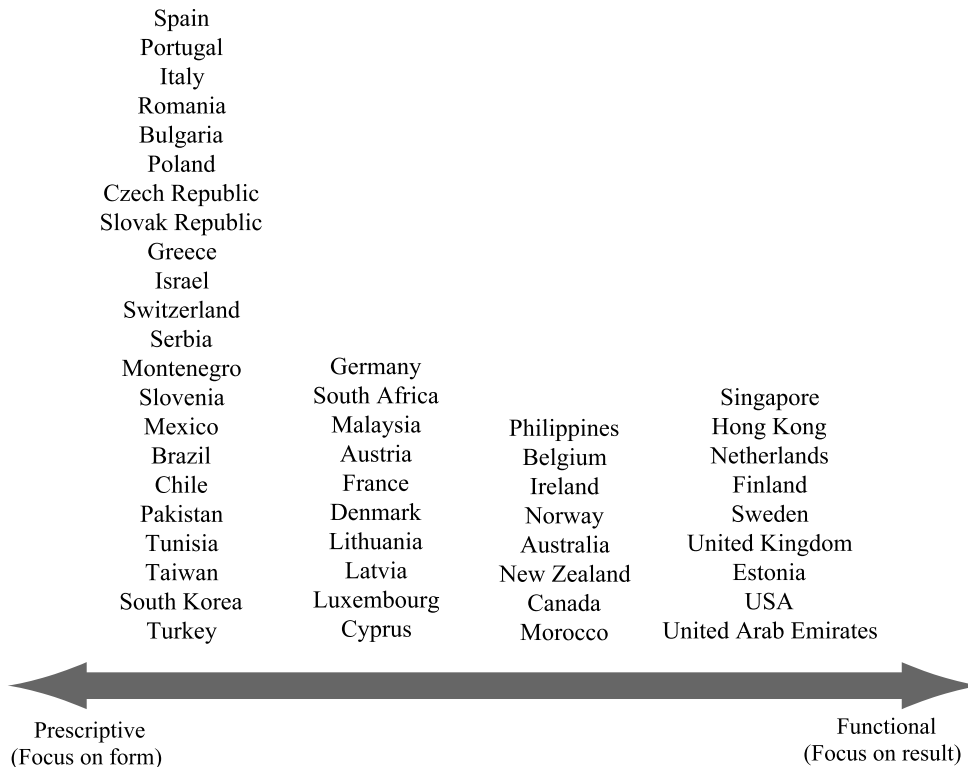 Spain
Portugal
Italy
Romania
Bulgaria
Poland
Czech Republic
Slovak Republic
Greece
Israel
Switzerland
Serbia
Montenegro
Slovenia
Mexico
Brazil
Chile
Pakistan
Tunisia
Taiwan
South Korea
Turkey
Germany
South Africa
Malaysia
Austria
France
Denmark
Lithuania
Latvia
Luxembourg
Cyprus
Philippines
Belgium
Ireland
Norway
Australia
New Zealand
Canada
Morocco
Singapore
Hong Kong
Netherlands
Finland
Sweden
United Kingdom
Estonia
USA
United Arab Emirates
Prescriptive
(Focus on form)
Functional
(Focus on result)